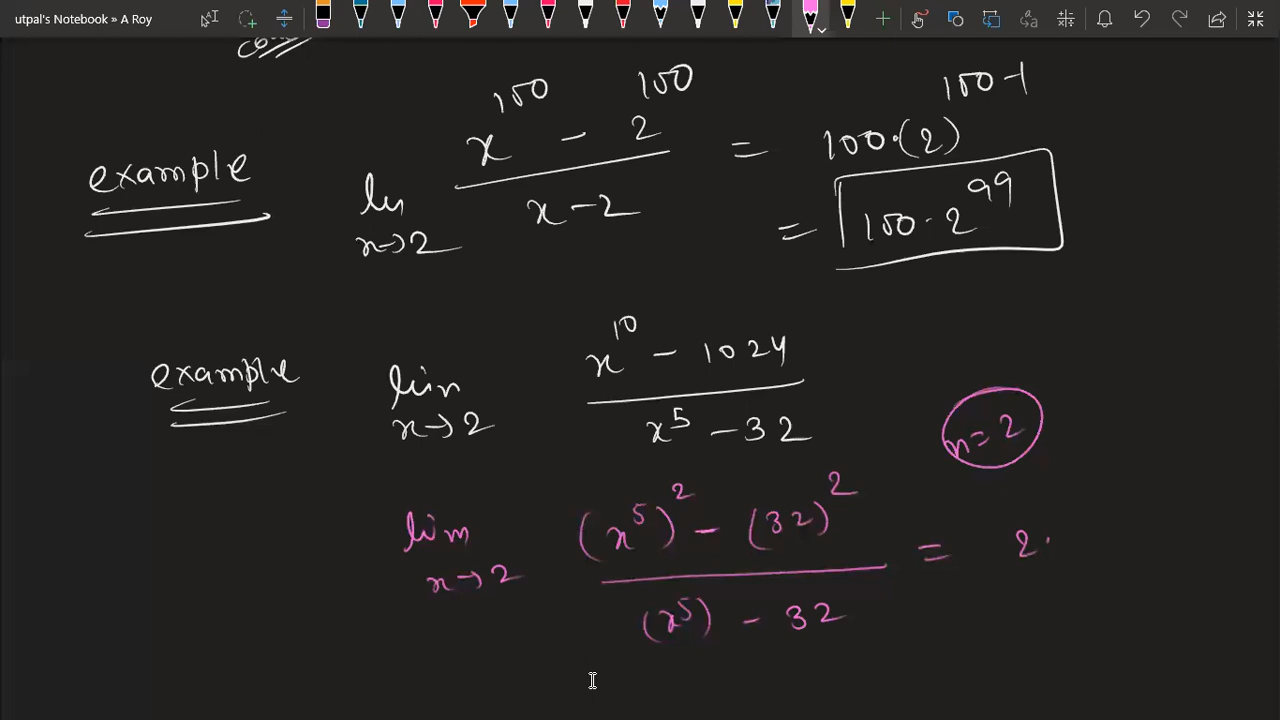 utpal's Notebook » A Roy
example lim x→2 (x^100 - 2^100)/(x-2) = 100·(2)^100-1
= 100·2^99
example lim x→2 (x^10 - 1024)/(x^5 - 32)
n=2
lim x→2 ((x^5)^2 - (32)^2)/((x^5) - 32) = 2·